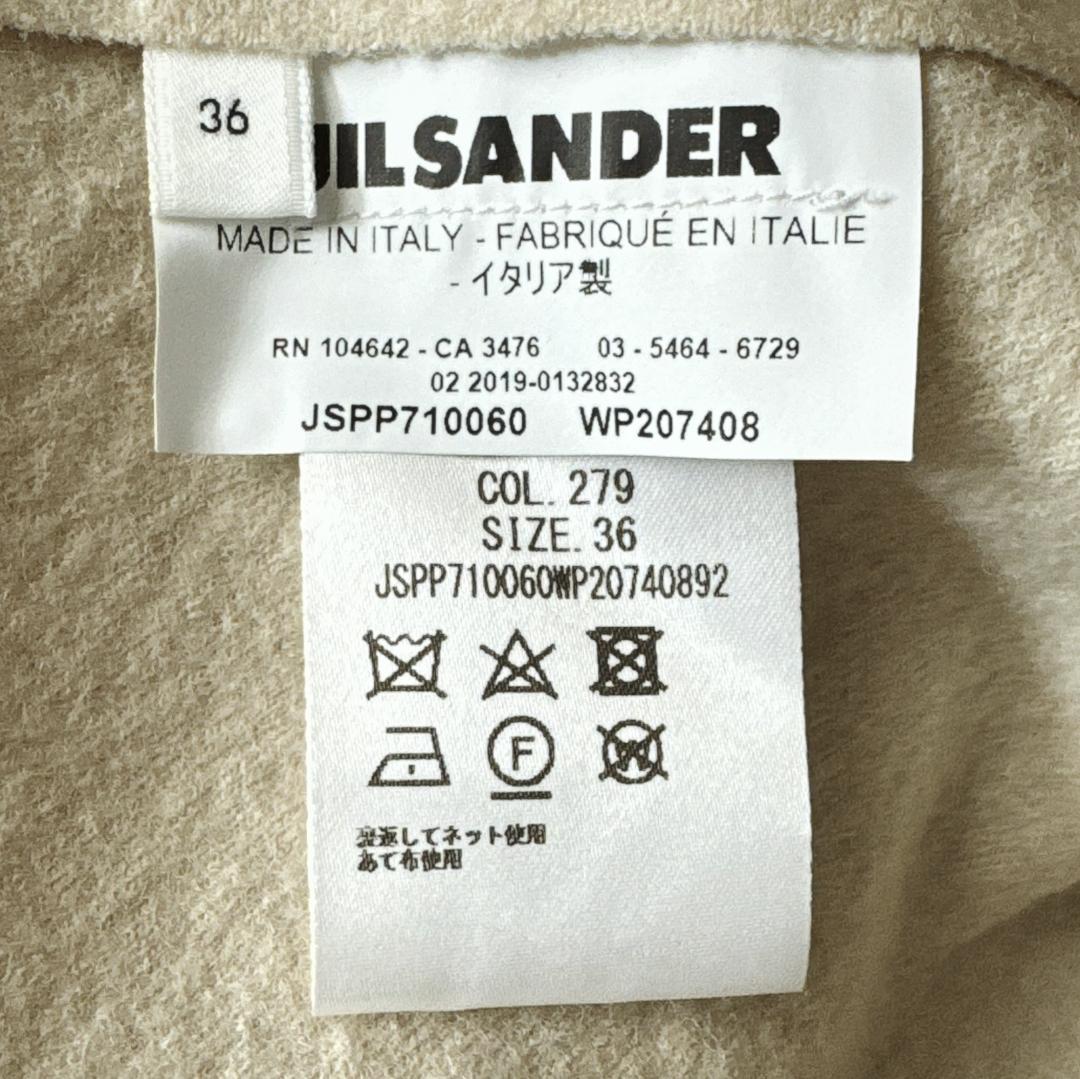 36
JILSANDER
MADE IN ITALY - FABRIQUÉ EN ITALIE
- イタリア製
RN 104642 - CA 3476 03 - 5464 - 6729
02 2019-0132832
JSPP710060 WP207408
COL. 279
SIZE. 36
JSPP710060WP20740892
F
W
裏返してネット使用
あて布使用